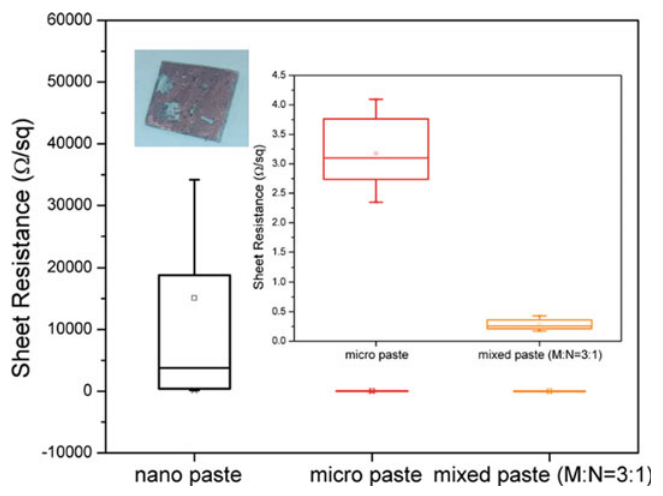 60000
50000
40000
30000
20000
10000
0
-10000
Sheet Resistance (Ω/sq)
nano paste
micro paste
mixed paste (M:N=3:1)
4.5
4.0
3.5
3.0
2.5
2.0
1.5
1.0
0.5
0.0
Sheet Resistance (Ω/sq)
micro paste
mixed paste (M:N=3:1)